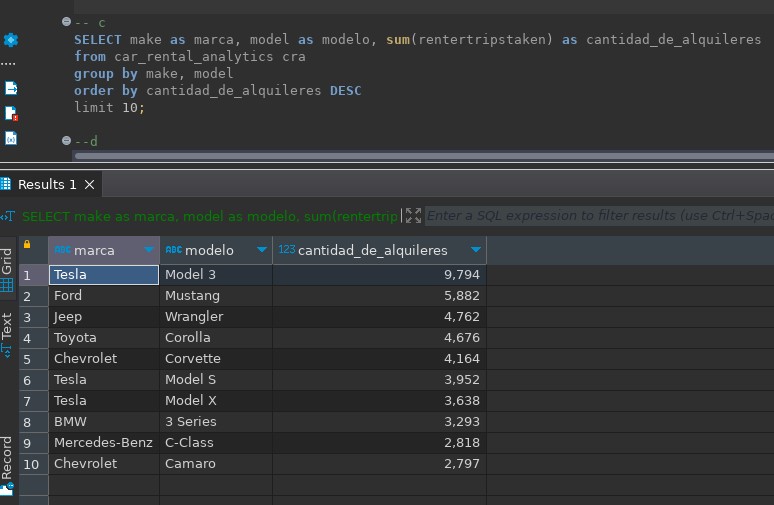 -- c
SELECT make as marca, model as modelo, sum(rentertripstaken) as cantidad_de_alquileres
from car_rental_analytics cra
group by make, model
order by cantidad_de_alquileres DESC
limit 10;
--d
Results 1
SELECT make as marca, model as modelo, sum(rentertrip
Enter a SQL expression to filter results (use Ctrl+Spac
Grid
Text
Record
ABC marca ABC modelo 123 cantidad_de_alquileres
1 Tesla Model 3 9,794
2 Ford Mustang 5,882
3 Jeep Wrangler 4,762
4 Toyota Corolla 4,676
5 Chevrolet Corvette 4,164
6 Tesla Model S 3,952
7 Tesla Model X 3,638
8 BMW 3 Series 3,293
9 Mercedes-Benz C-Class 2,818
10 Chevrolet Camaro 2,797